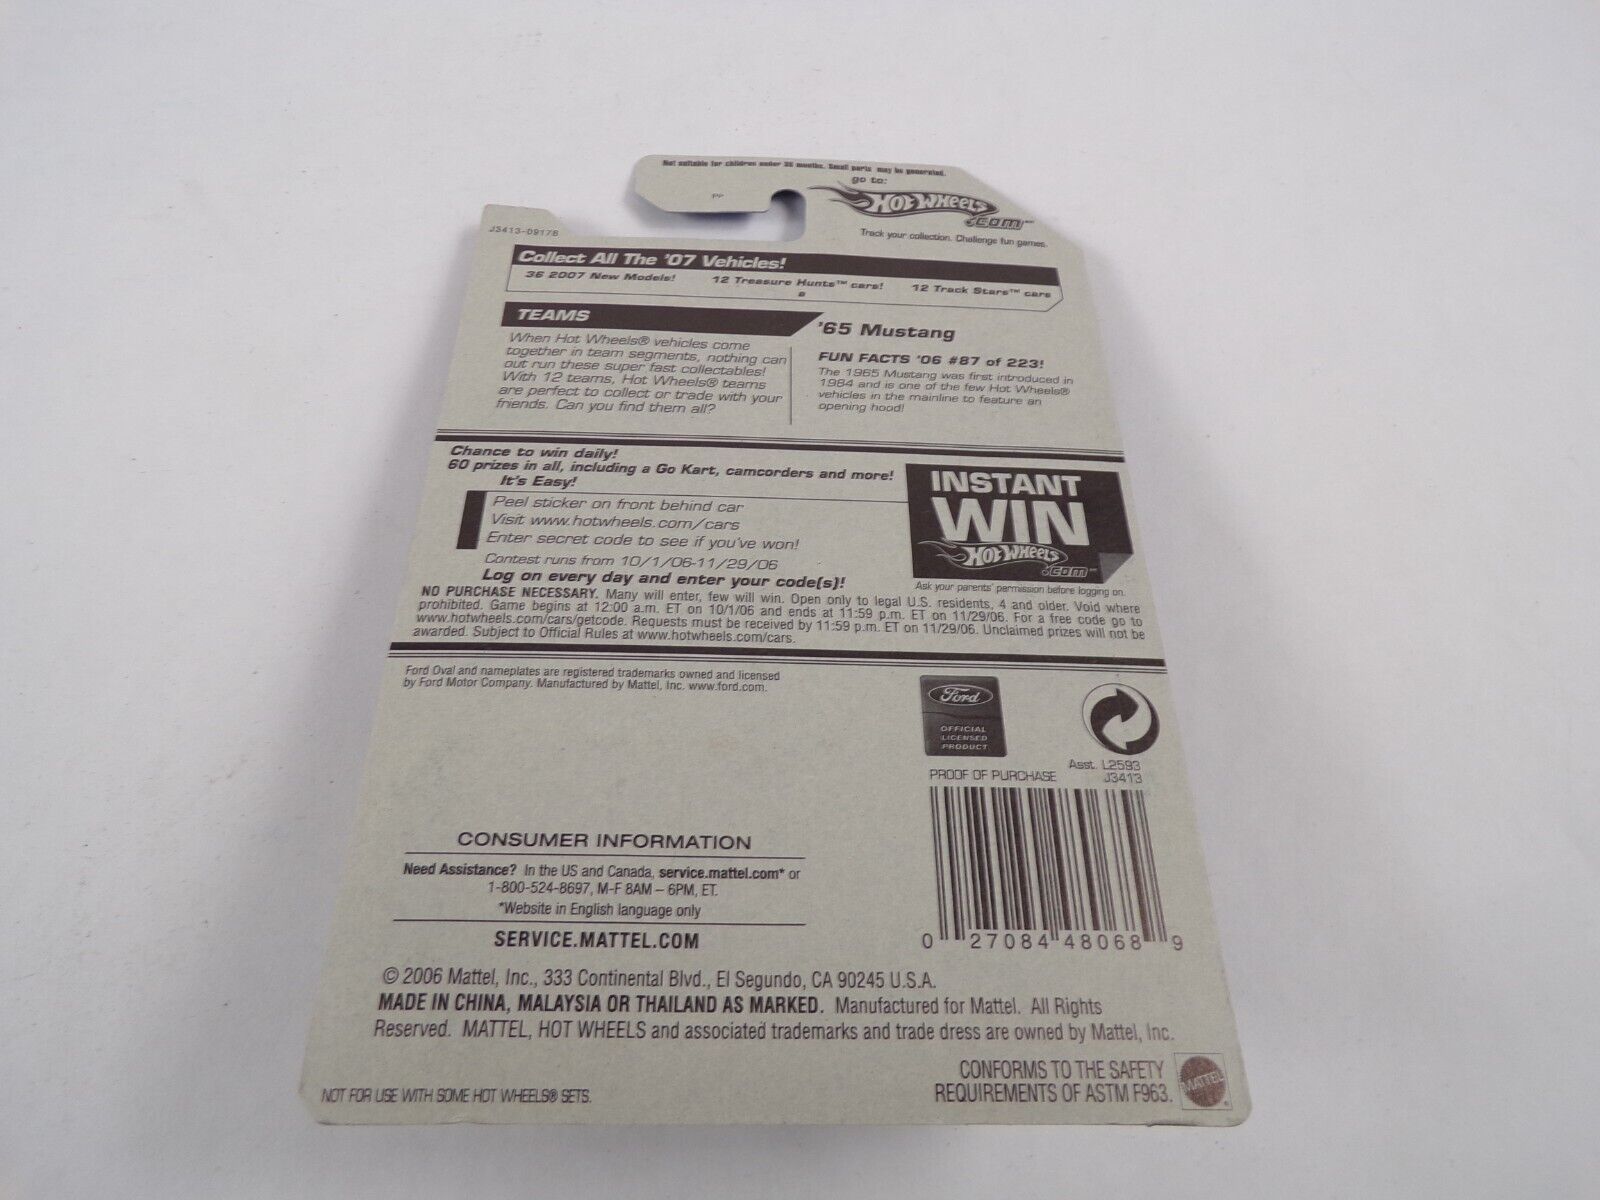 Not suitable for children under 36 months. Small parts may be generated.
go to:
PP
HOT WHEELS
.com
Track your collection. Challenge fun games.
J3413-0917B
Collect All The '07 Vehicles!
36 2007 New Models!
12 Treasure Hunts™ cars!
12 Track Stars™ cars
TEAMS
When Hot Wheels® vehicles come
together in team segments, nothing can
out run these super fast collectables!
With 12 teams, Hot Wheels® teams
are perfect to collect or trade with your
friends. Can you find them all?
'65 Mustang
FUN FACTS '06 #87 of 223!
The 1965 Mustang was first introduced in
1984 and is one of the few Hot Wheels®
vehicles in the mainline to feature an
opening hood!
Chance to win daily!
60 prizes in all, including a Go Kart, camcorders and more!
It's Easy!
Peel sticker on front behind car
Visit www.hotwheels.com/cars
Enter secret code to see if you've won!
Contest runs from 10/1/06-11/29/06
Log on every day and enter your code(s)!
INSTANT
WIN
HOT WHEELS
.com
Ask your parents' permission before logging on.
NO PURCHASE NECESSARY. Many will enter, few will win. Open only to legal U.S. residents, 4 and older. Void where
prohibited. Game begins at 12:00 a.m. ET on 10/1/06 and ends at 11:59 p.m. ET on 11/29/06. For a free code go to
www.hotwheels.com/cars/getcode. Requests must be received by 11:59 p.m. ET on 11/29/06. Unclaimed prizes will not be
awarded. Subject to Official Rules at www.hotwheels.com/cars.
Ford Oval and nameplates are registered trademarks owned and licensed
by Ford Motor Company. Manufactured by Mattel, Inc. www.ford.com.
Ford
OFFICIAL
LICENSED
PRODUCT
Asst. L2593
PROOF OF PURCHASE J3413
0 27084 48068 9
CONSUMER INFORMATION
Need Assistance? In the US and Canada, service.mattel.com* or
1-800-524-8697, M-F 8AM – 6PM, ET.
*Website in English language only
SERVICE.MATTEL.COM
© 2006 Mattel, Inc., 333 Continental Blvd., El Segundo, CA 90245 U.S.A.
MADE IN CHINA, MALAYSIA OR THAILAND AS MARKED. Manufactured for Mattel. All Rights
Reserved. MATTEL, HOT WHEELS and associated trademarks and trade dress are owned by Mattel, Inc.
CONFORMS TO THE SAFETY
REQUIREMENTS OF ASTM F963.
MATTEL
NOT FOR USE WITH SOME HOT WHEELS® SETS.